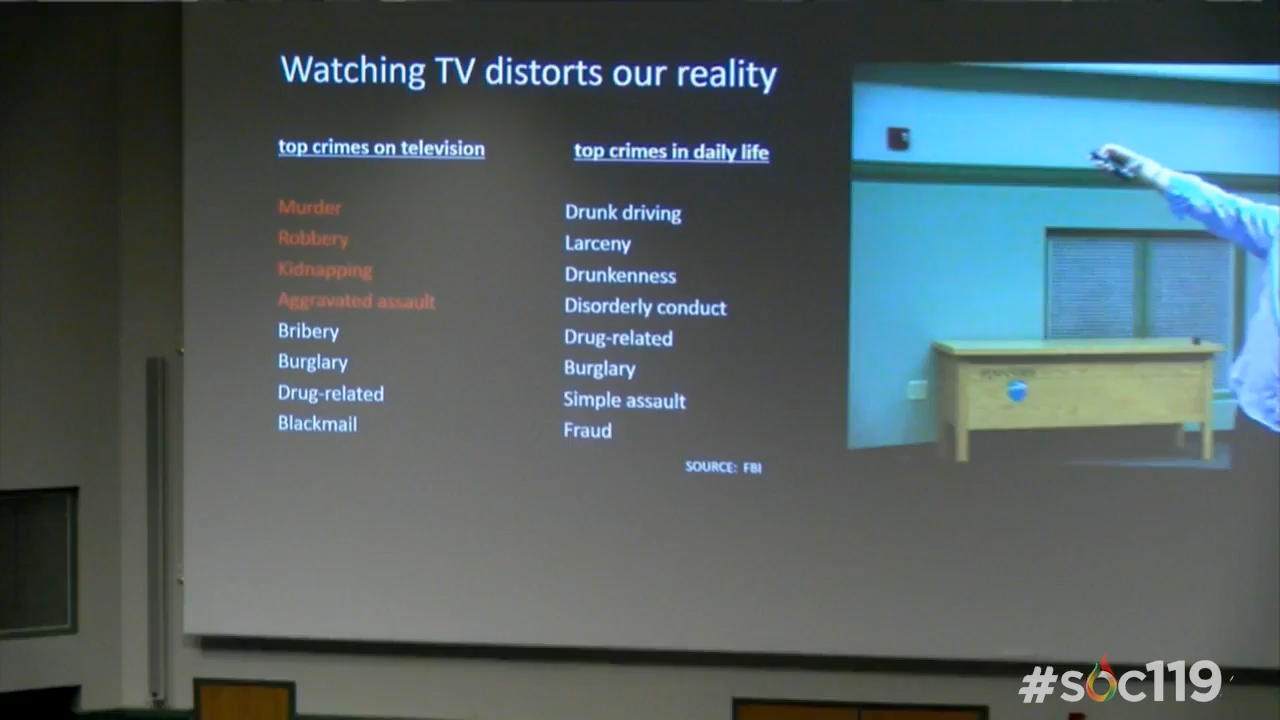 Watching TV distorts our reality
top crimes on television
Murder
Robbery
Kidnapping
Aggravated assault
Bribery
Burglary
Drug-related
Blackmail
top crimes in daily life
Drunk driving
Larceny
Drunkenness
Disorderly conduct
Drug-related
Burglary
Simple assault
Fraud
SOURCE: FBI
#soc119